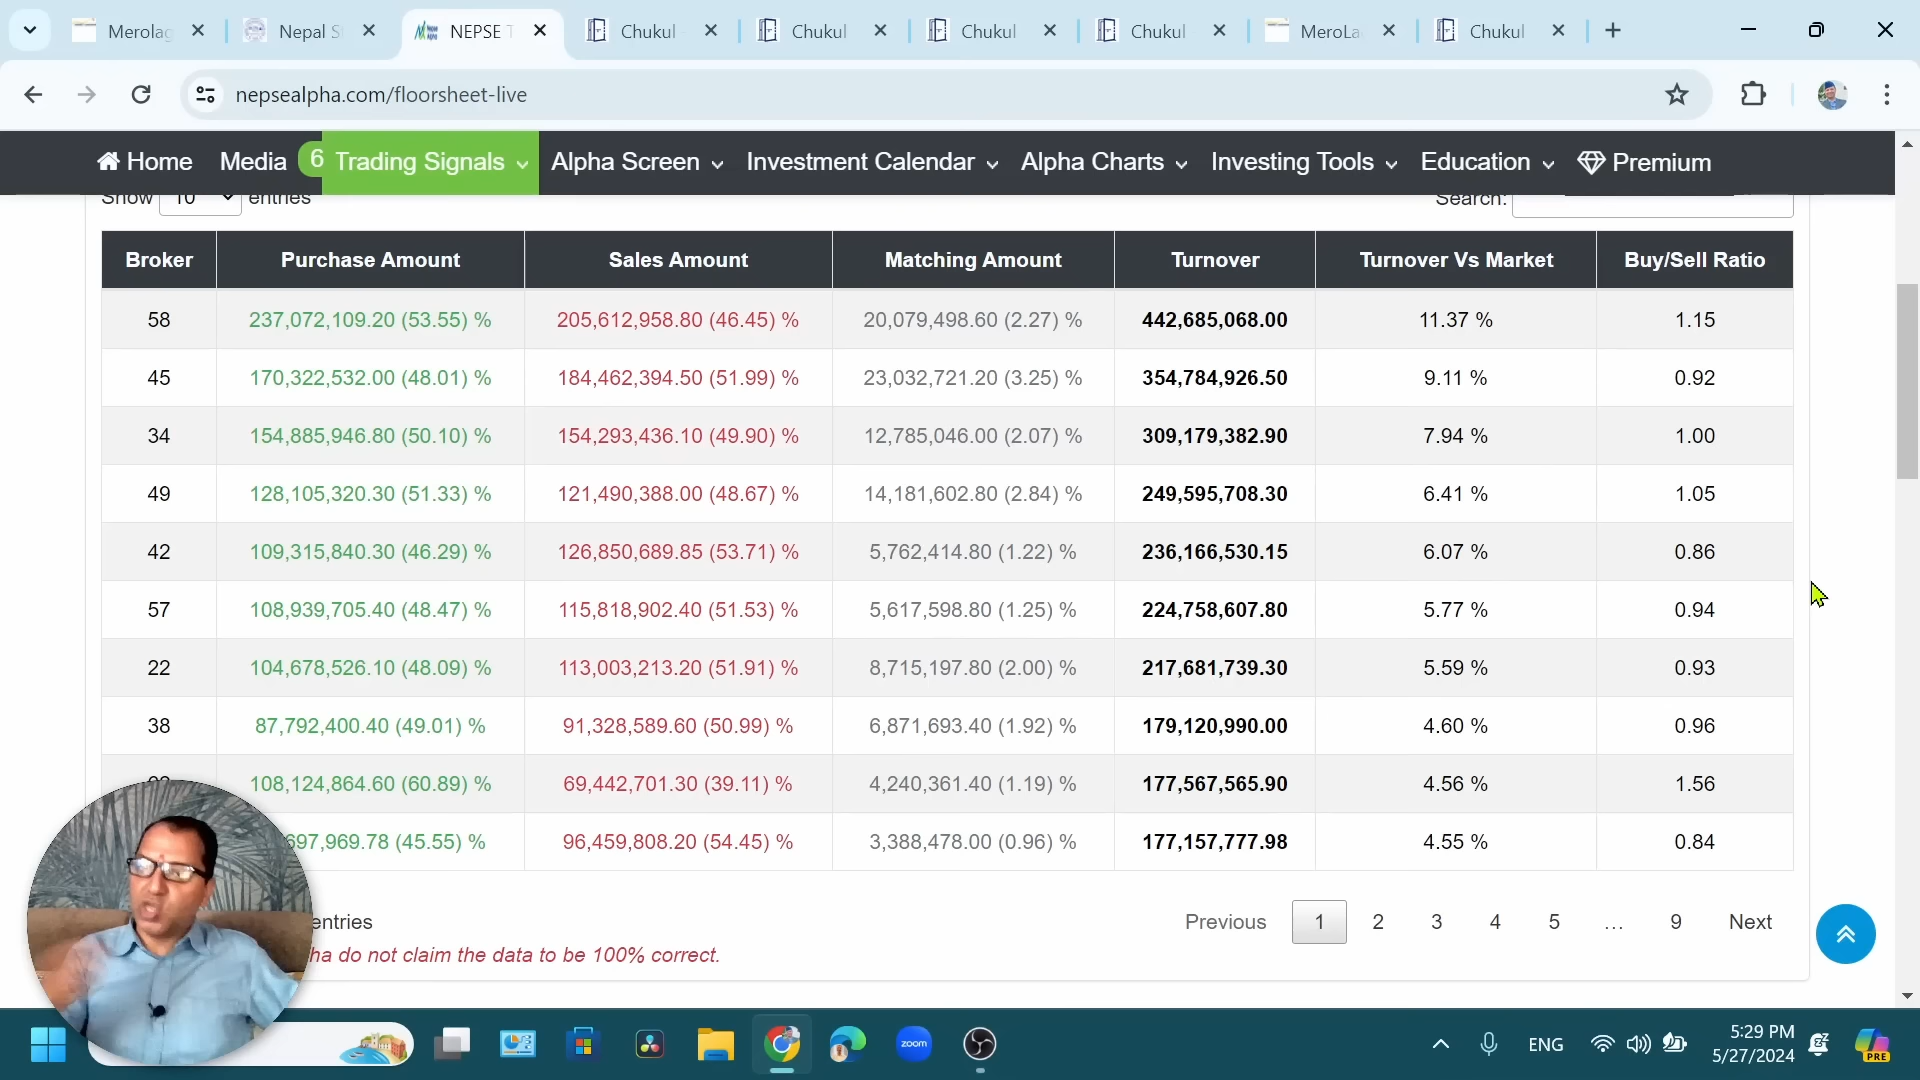 Merolag
Nepal S
NEPSE T
Chukul
Chukul
Chukul
Chukul
MeroLa
Chukul
nepsealpha.com/floorsheet-live
Home Media 6 Trading Signals Alpha Screen Investment Calendar Alpha Charts Investing Tools Education Premium
Show 10 entries Search:
Broker Purchase Amount Sales Amount Matching Amount Turnover Turnover Vs Market Buy/Sell Ratio
58 237,072,109.20 (53.55) % 205,612,958.80 (46.45) % 20,079,498.60 (2.27) % 442,685,068.00 11.37 % 1.15
45 170,322,532.00 (48.01) % 184,462,394.50 (51.99) % 23,032,721.20 (3.25) % 354,784,926.50 9.11 % 0.92
34 154,885,946.80 (50.10) % 154,293,436.10 (49.90) % 12,785,046.00 (2.07) % 309,179,382.90 7.94 % 1.00
49 128,105,320.30 (51.33) % 121,490,388.00 (48.67) % 14,181,602.80 (2.84) % 249,595,708.30 6.41 % 1.05
42 109,315,840.30 (46.29) % 126,850,689.85 (53.71) % 5,762,414.80 (1.22) % 236,166,530.15 6.07 % 0.86
57 108,939,705.40 (48.47) % 115,818,902.40 (51.53) % 5,617,598.80 (1.25) % 224,758,607.80 5.77 % 0.94
22 104,678,526.10 (48.09) % 113,003,213.20 (51.91) % 8,715,197.80 (2.00) % 217,681,739.30 5.59 % 0.93
38 87,792,400.40 (49.01) % 91,328,589.60 (50.99) % 6,871,693.40 (1.92) % 179,120,990.00 4.60 % 0.96
108,124,864.60 (60.89) % 69,442,701.30 (39.11) % 4,240,361.40 (1.19) % 177,567,565.90 4.56 % 1.56
697,969.78 (45.55) % 96,459,808.20 (54.45) % 3,388,478.00 (0.96) % 177,157,777.98 4.55 % 0.84
entries Previous 1 2 3 4 5 … 9 Next
ha do not claim the data to be 100% correct.
zoom
ENG
5:29 PM
5/27/2024
PRE